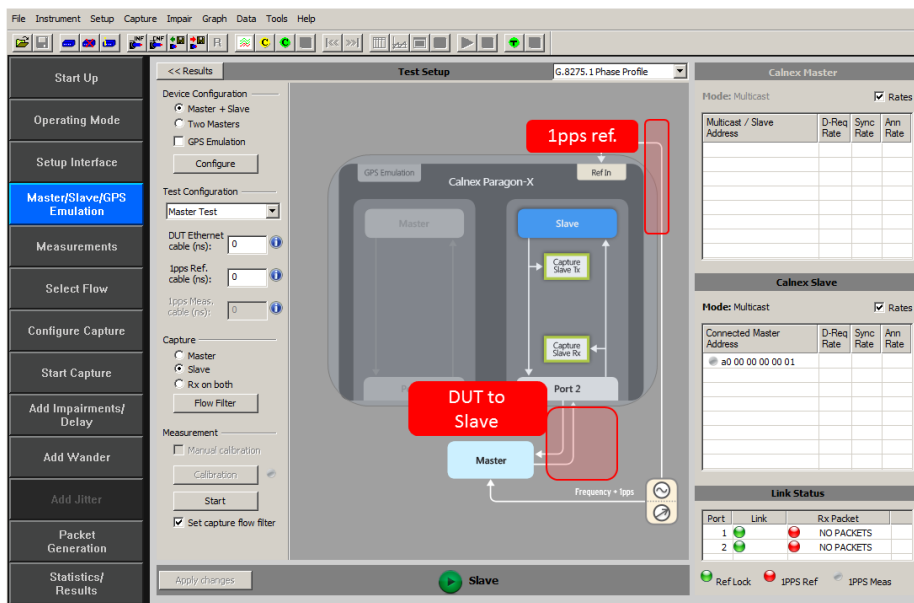 File Instrument Setup Capture Impair Graph Data Tools Help
INF
CNF
R
C
C
|<< >>|
T
Start Up
Operating Mode
Setup Interface
Master/Slave/GPS
Emulation
Measurements
Select Flow
Configure Capture
Start Capture
Add Impairments/
Delay
Add Wander
Add Jitter
Packet
Generation
Statistics/
Results
<< Results
Test Setup
G.8275.1 Phase Profile
Device Configuration
Master + Slave
Two Masters
GPS Emulation
Configure
Test Configuration
Master Test
DUT Ethernet
cable (ns): 0
1pps Ref.
cable (ns): 0
1pps Meas.
cable (ns): 0
Capture
Master
Slave
Rx on both
Flow Filter
Measurement
Manual calibration
Calibration
Start
Set capture flow filter
Apply changes
1pps ref.
GPS Emulation
Ref In
Calnex Paragon-X
Master
Slave
Capture
Slave Tx
Capture
Slave Rx
Port 2
DUT to
Slave
Master
Frequency + 1pps
Slave
Calnex Master
Mode: Multicast
Rates
Multicast / Slave
Address
D-Req
Rate
Sync
Rate
Ann
Rate
Calnex Slave
Mode: Multicast
Rates
Connected Master
Address
D-Req
Rate
Sync
Rate
Ann
Rate
a0 00 00 00 00 01
Link Status
Port Link Rx Packet
1 NO PACKETS
2 NO PACKETS
Ref Lock 1PPS Ref 1PPS Meas